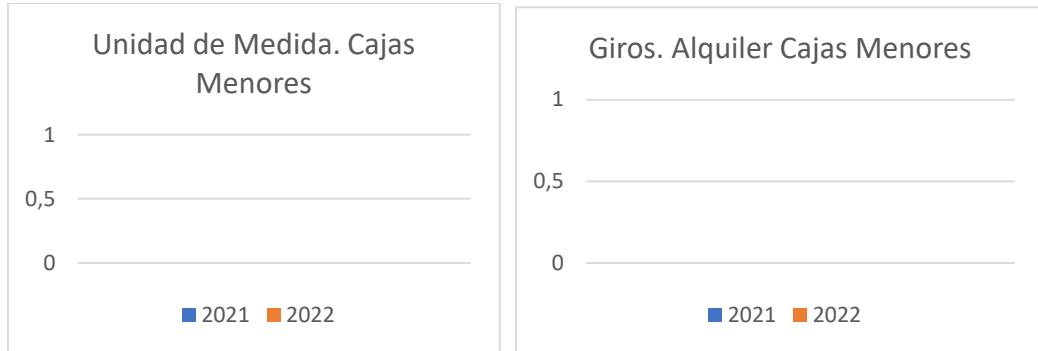 Unidad de Medida. Cajas
Menores
1
0,5
0
2021 2022
Giros. Alquiler Cajas Menores
1
0,5
0
2021 2022